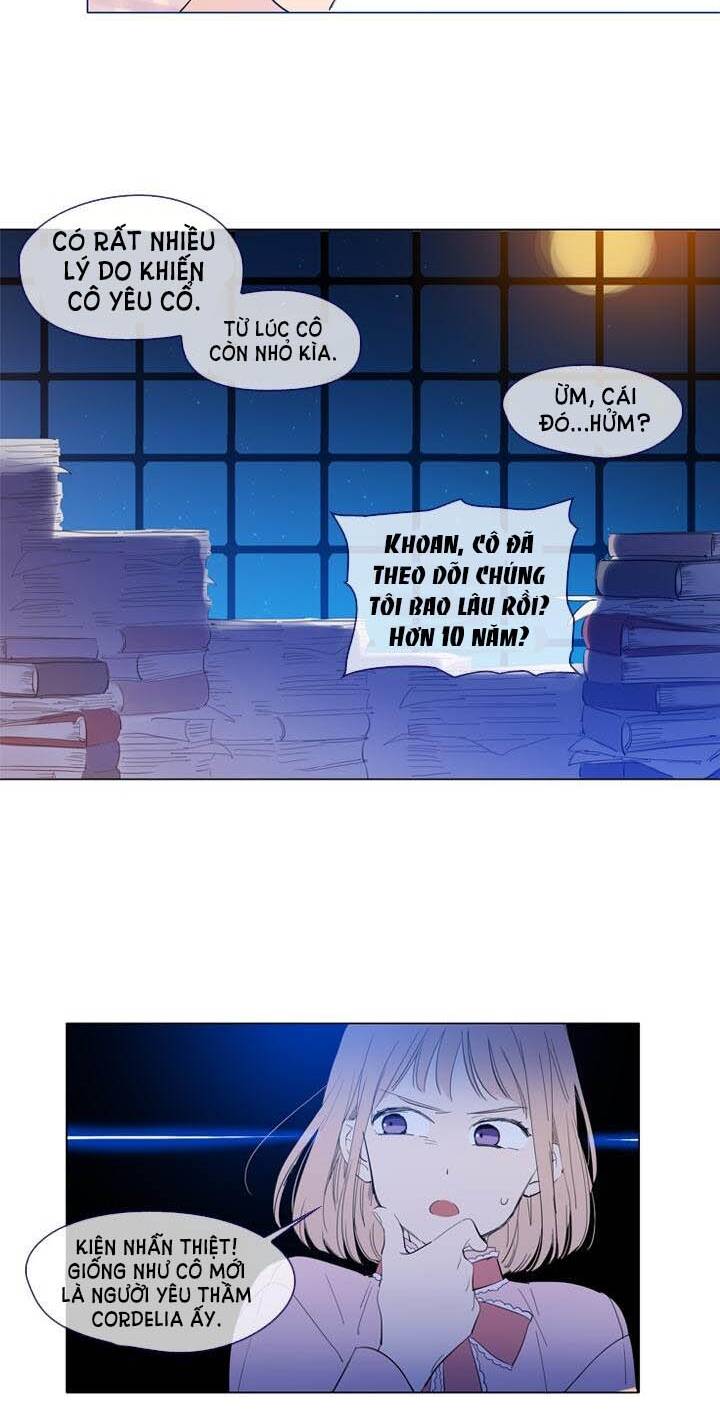 CÓ RẤT NHIỀU
LÝ DO KHIẾN
CÔ YÊU CỔ.
TỪ LÚC CÔ
CÒN NHỎ KÌA.
ỪM, CÁI
ĐÓ...HỬM?
KHOAN, CÔ ĐÃ
THEO DÕI CHÚNG
TÔI BAO LÂU RỒI?
HƠN 10 NĂM?
KIÊN NHẪN THIỆT!
GIỐNG NHƯ CÔ MỚI
LÀ NGƯỜI YÊU THẦM
CORDELIA ẤY.